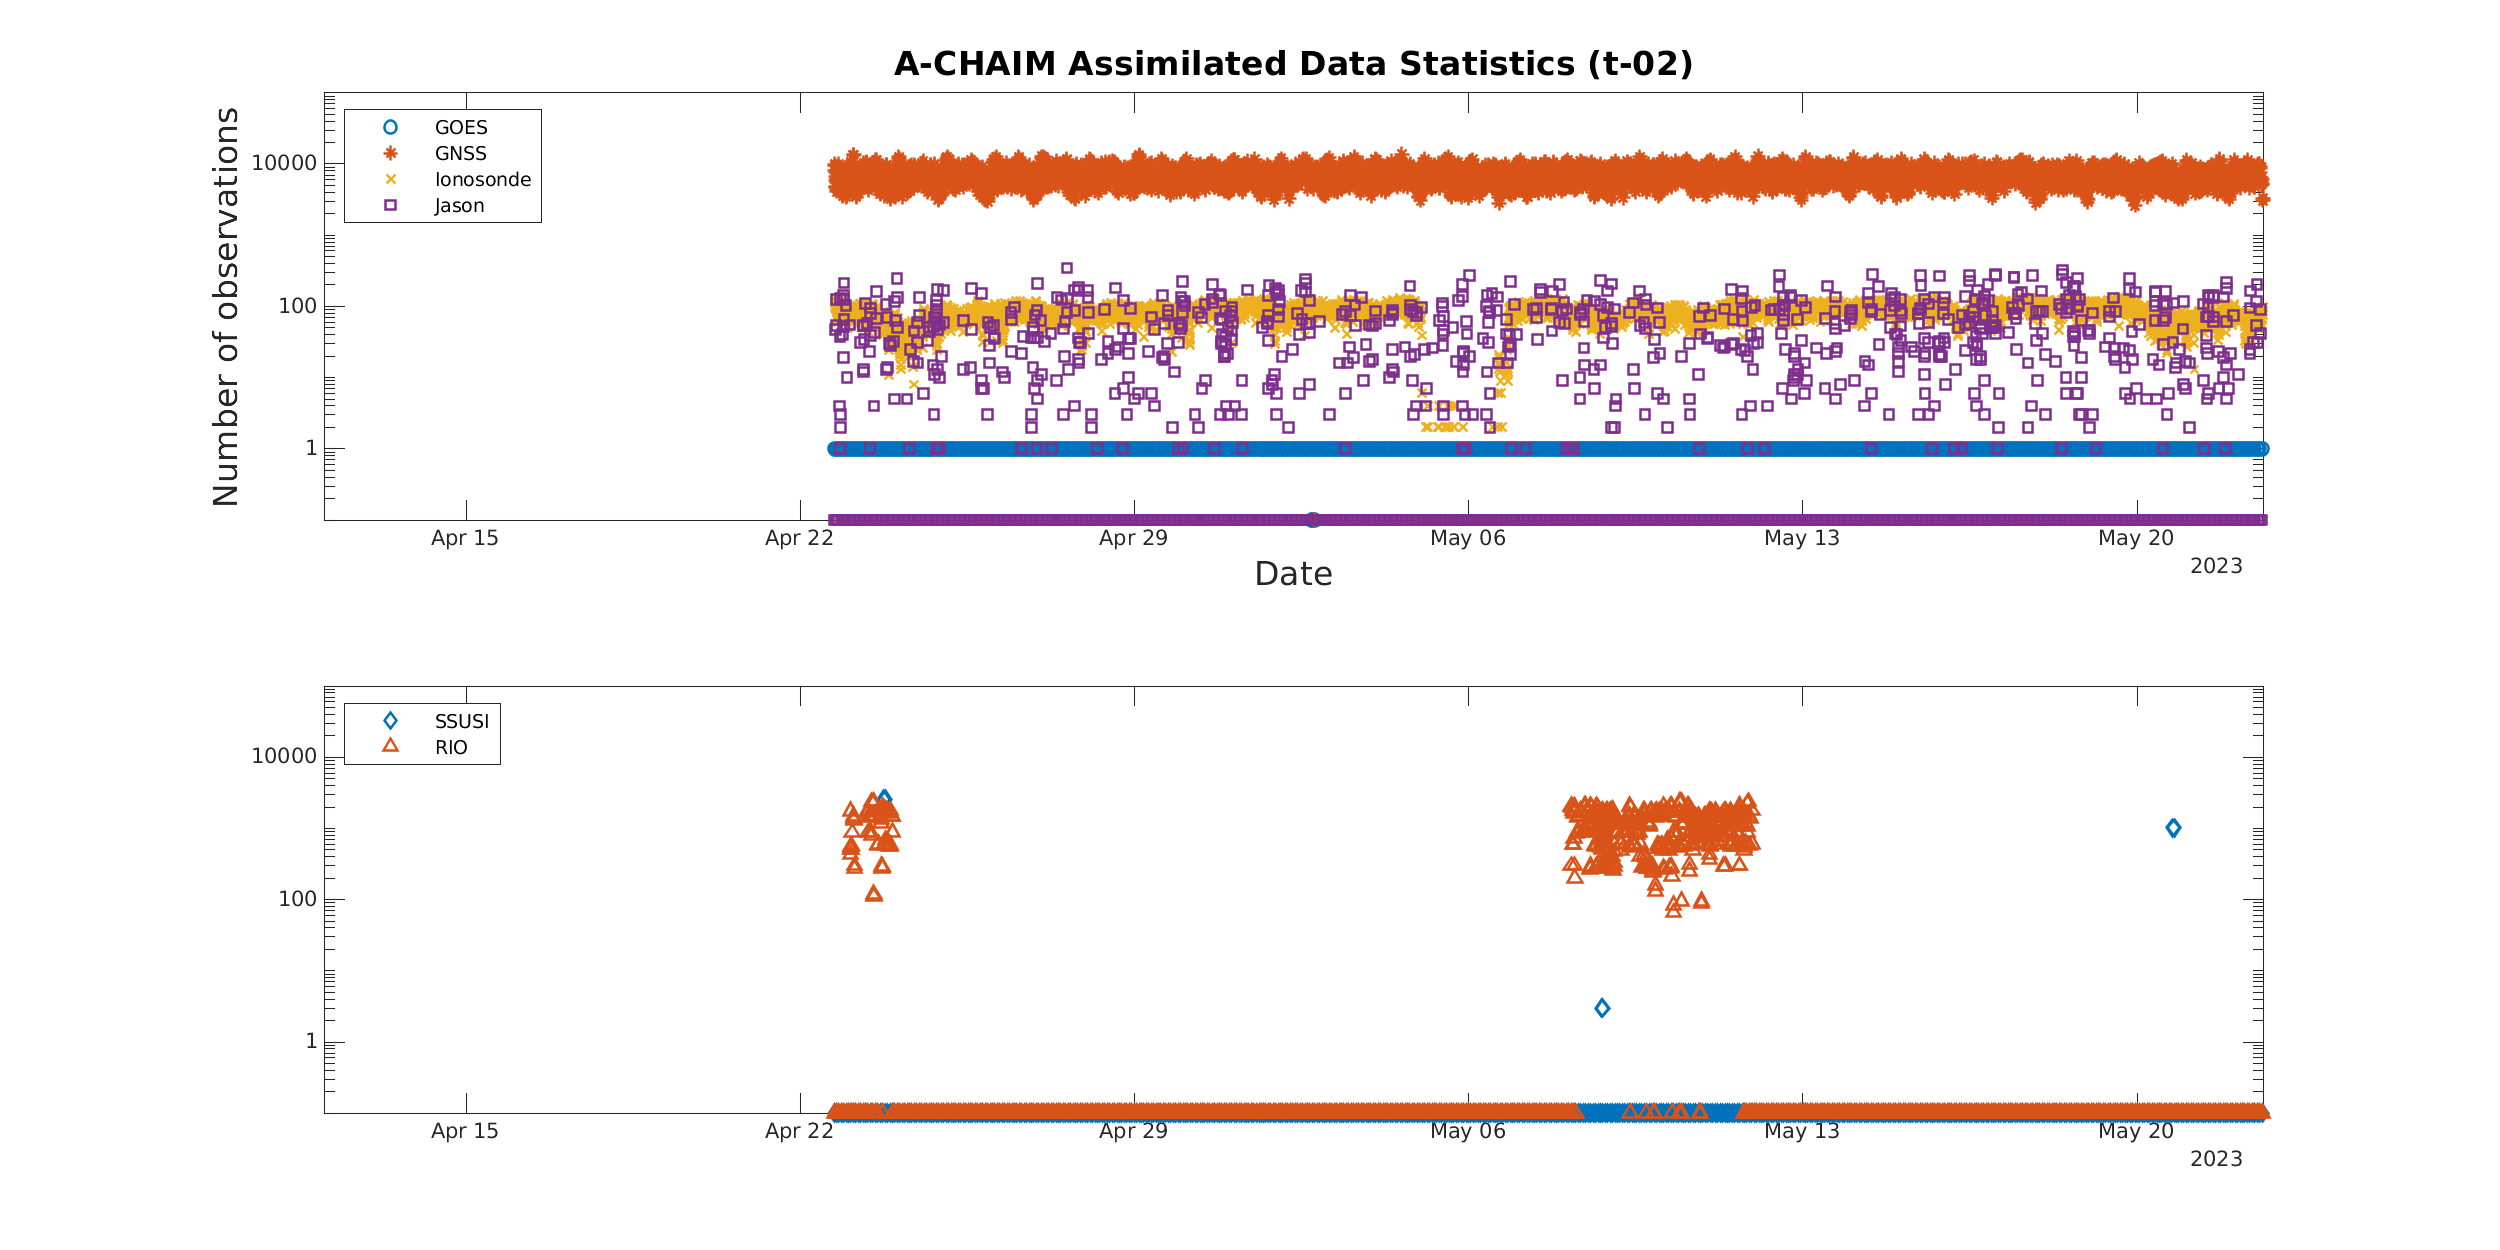 A-CHAIM Assimilated Data Statistics (t-02)
GOES
GNSS
Ionosonde
Jason
Number of observations
10000
100
1
Apr 15 Apr 22 Apr 29 May 06 May 13 May 20
2023
Date
SSUSI
RIO
10000
100
1
Apr 15 Apr 22 Apr 29 May 06 May 13 May 20
2023